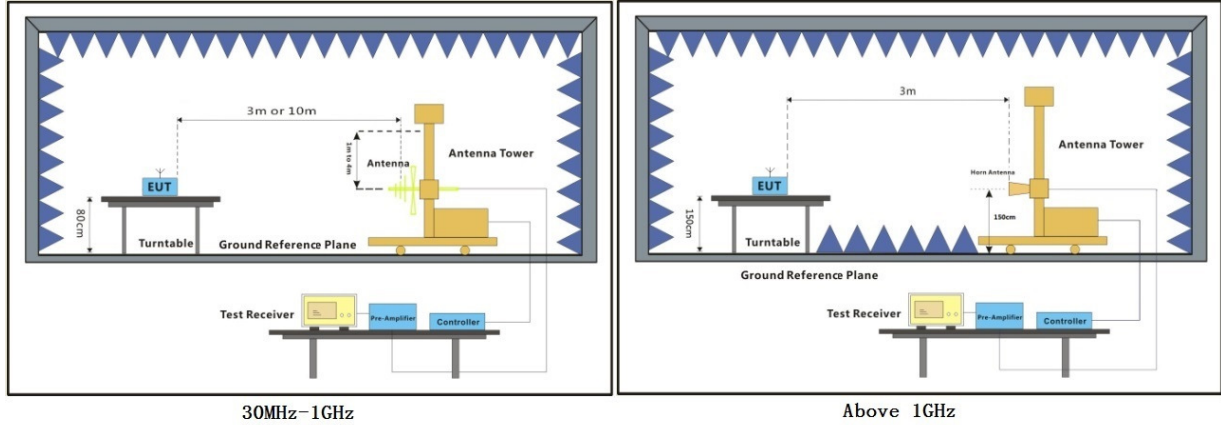 3m or 10m
1m to 4m
Antenna
Antenna Tower
EUT
80cm
Turntable
Ground Reference Plane
Test Receiver
Pre-Amplifier
Controller
30MHz-1GHz
3m
Antenna Tower
Horn Antenna
EUT
150cm
150cm
Turntable
Ground Reference Plane
Test Receiver
Pre-Amplifier
Controller
Above 1GHz